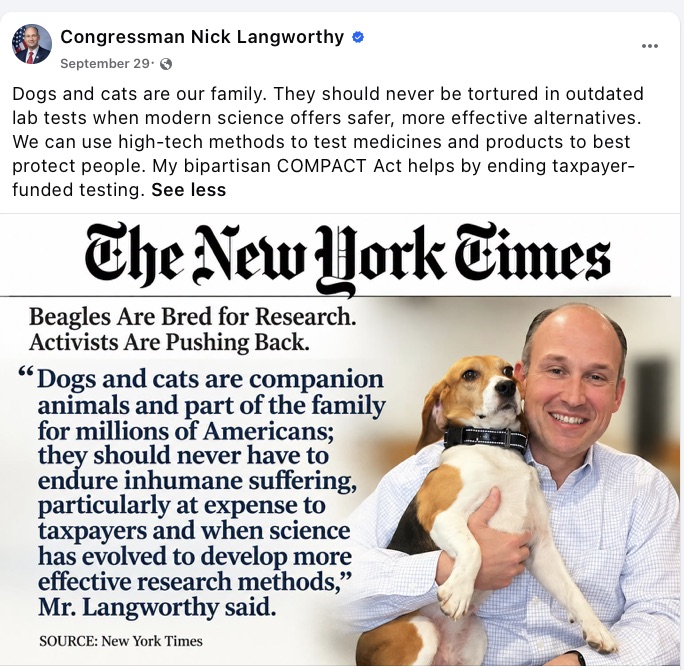 Congressman Nick Langworthy
September 29·
Dogs and cats are our family. They should never be tortured in outdated
lab tests when modern science offers safer, more effective alternatives.
We can use high-tech methods to test medicines and products to best
protect people. My bipartisan COMPACT Act helps by ending taxpayer-
funded testing. See less
The New York Times
Beagles Are Bred for Research.
Activists Are Pushing Back.
“Dogs and cats are companion
animals and part of the family
for millions of Americans;
they should never have to
endure inhumane suffering,
particularly at expense to
taxpayers and when science
has evolved to develop more
effective research methods,”
Mr. Langworthy said.
SOURCE: New York Times